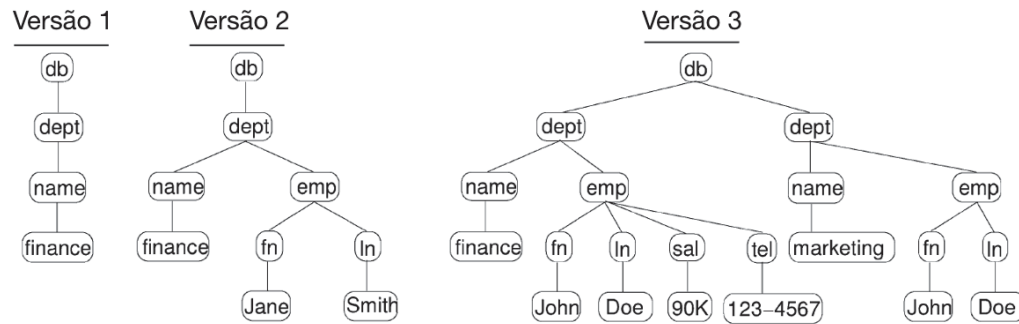 Versão 1 Versão 2 Versão 3
db db db
dept dept dept dept
name name emp name emp name emp
finance finance fn ln finance fn ln sal tel marketing fn ln
Jane Smith John Doe 90K 123–4567 John Doe